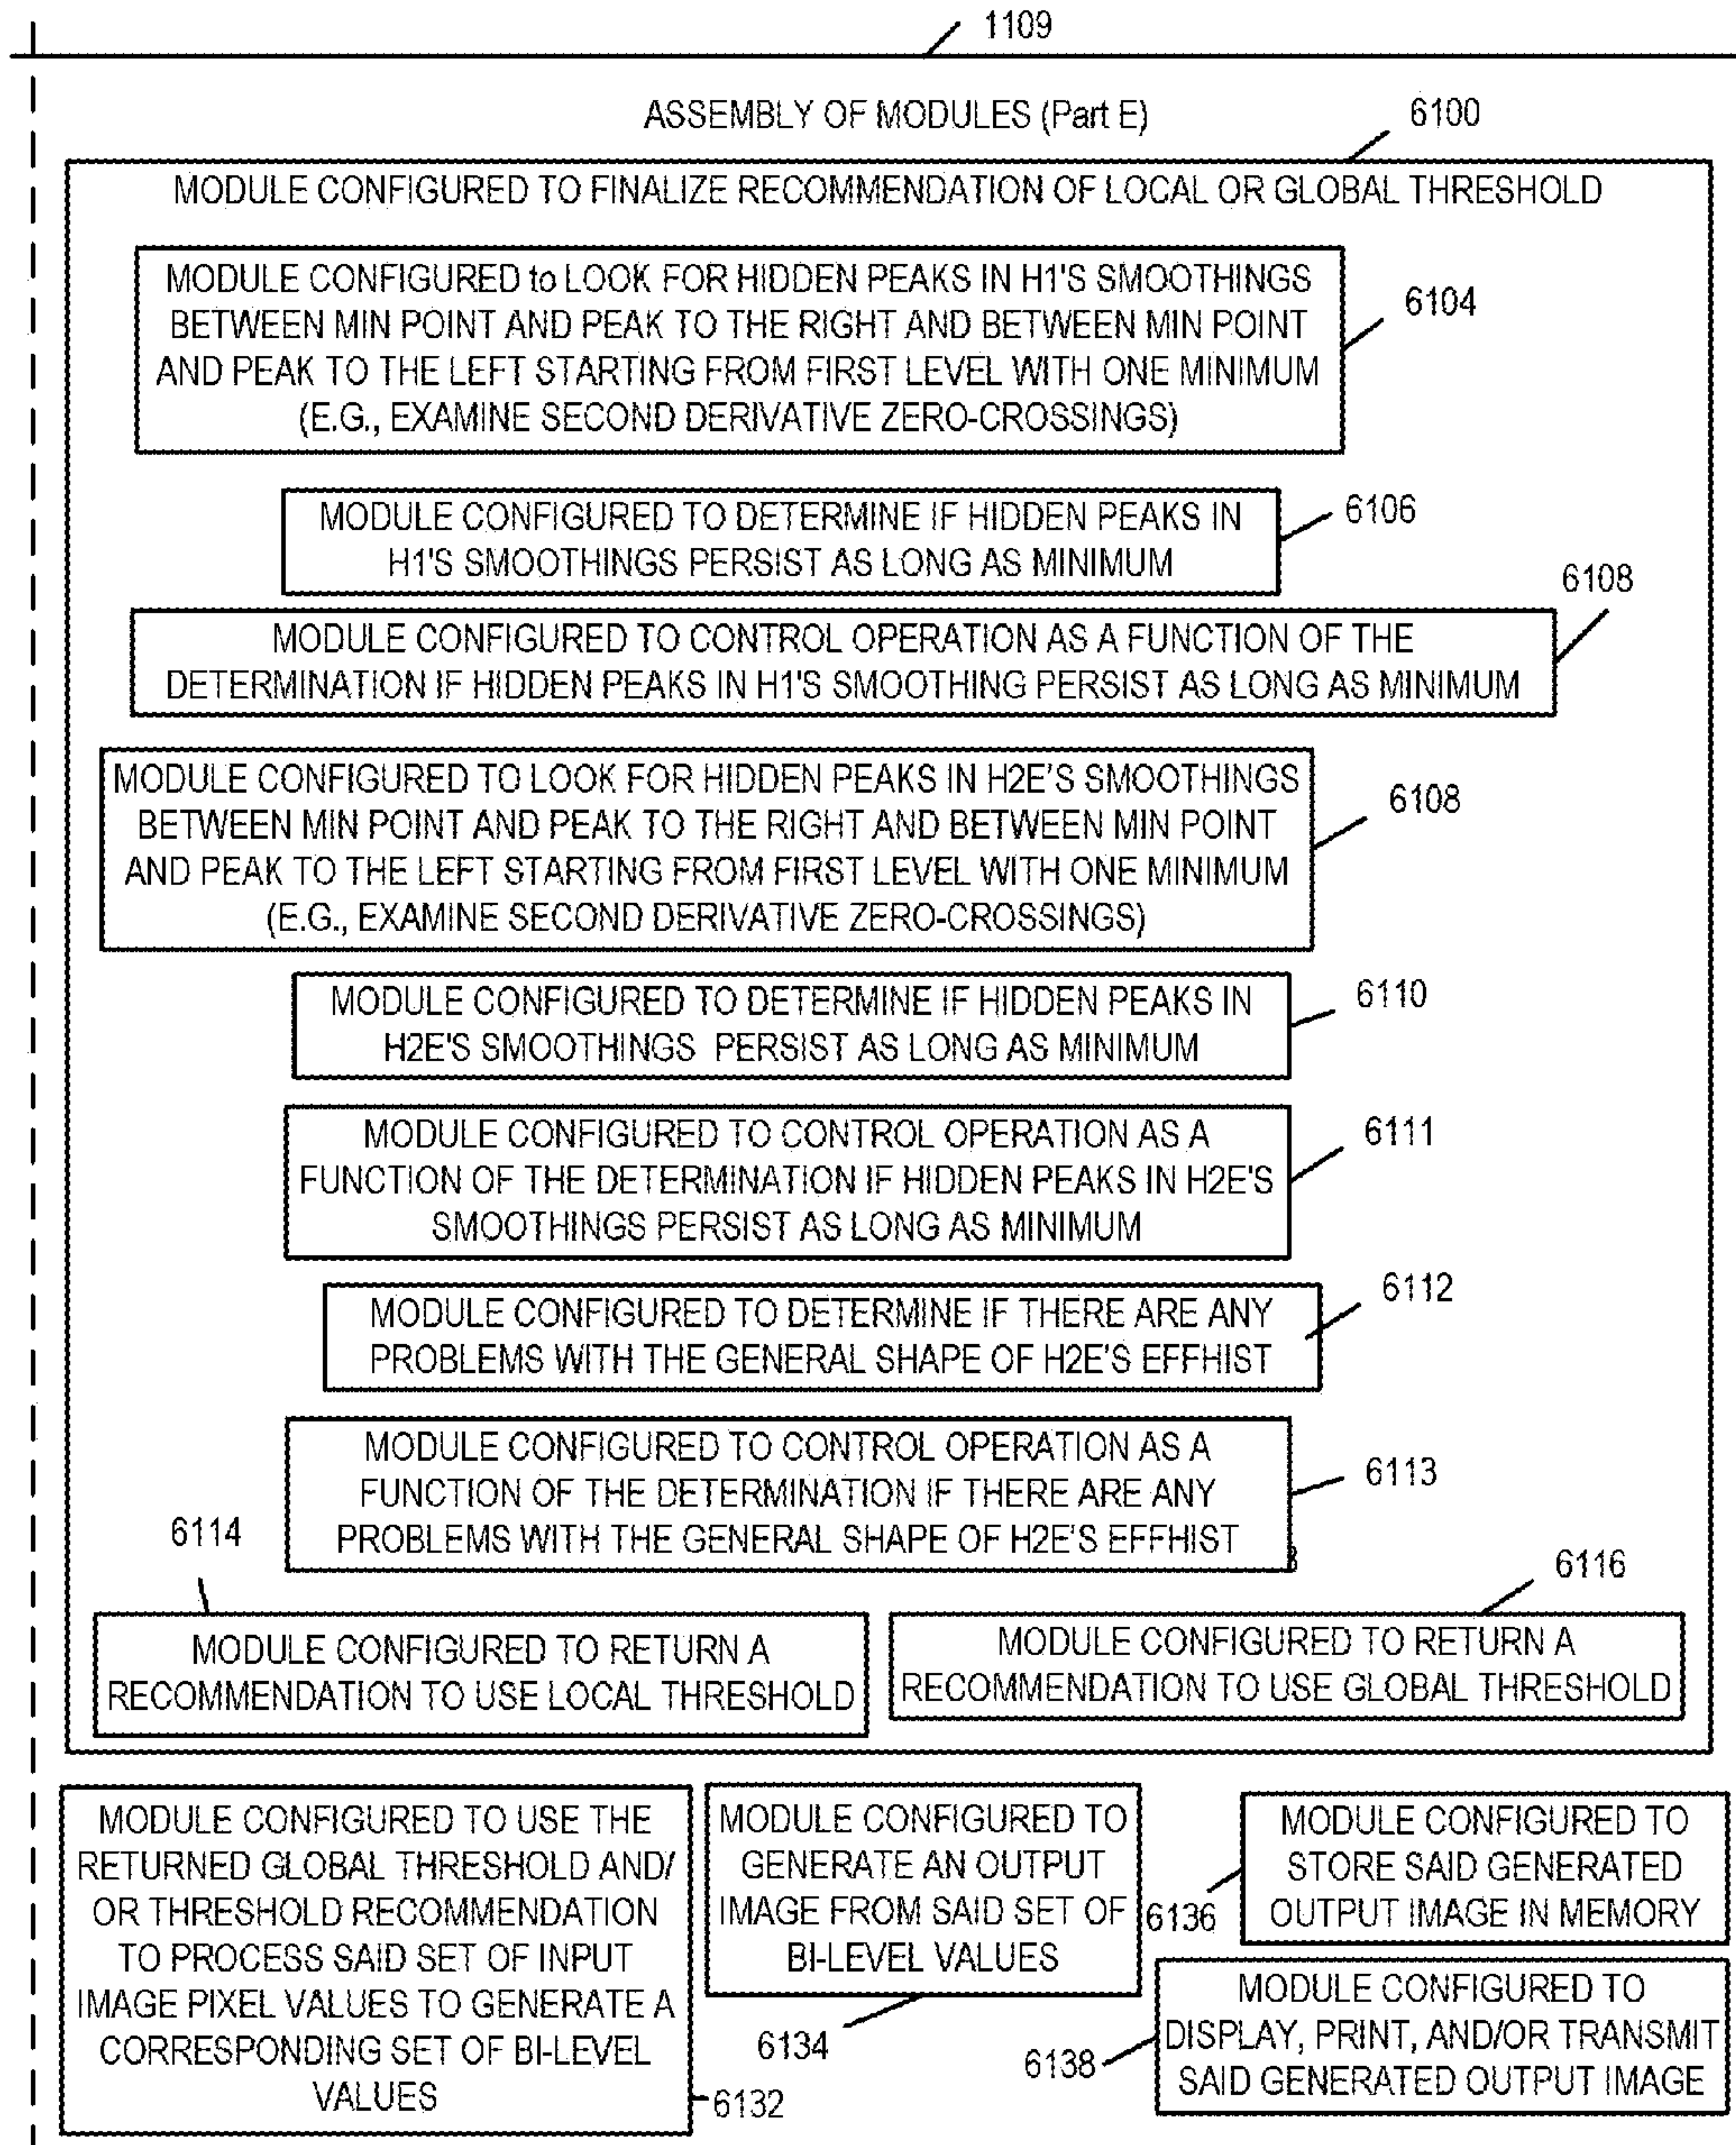 1109
ASSEMBLY OF MODULES (Part E)
6100
MODULE CONFIGURED TO FINALIZE RECOMMENDATION OF LOCAL OR GLOBAL THRESHOLD
MODULE CONFIGURED to LOOK FOR HIDDEN PEAKS IN H1'S SMOOTHINGS
BETWEEN MIN POINT AND PEAK TO THE RIGHT AND BETWEEN MIN POINT
AND PEAK TO THE LEFT STARTING FROM FIRST LEVEL WITH ONE MINIMUM
(E.G., EXAMINE SECOND DERIVATIVE ZERO-CROSSINGS)
6104
MODULE CONFIGURED TO DETERMINE IF HIDDEN PEAKS IN
H1'S SMOOTHINGS PERSIST AS LONG AS MINIMUM
6106
6108
MODULE CONFIGURED TO CONTROL OPERATION AS A FUNCTION OF THE
DETERMINATION IF HIDDEN PEAKS IN H1'S SMOOTHING PERSIST AS LONG AS MINIMUM
MODULE CONFIGURED TO LOOK FOR HIDDEN PEAKS IN H2E'S SMOOTHINGS
BETWEEN MIN POINT AND PEAK TO THE RIGHT AND BETWEEN MIN POINT
AND PEAK TO THE LEFT STARTING FROM FIRST LEVEL WITH ONE MINIMUM
(E.G., EXAMINE SECOND DERIVATIVE ZERO-CROSSINGS)
6108
MODULE CONFIGURED TO DETERMINE IF HIDDEN PEAKS IN
H2E'S SMOOTHINGS PERSIST AS LONG AS MINIMUM
6110
MODULE CONFIGURED TO CONTROL OPERATION AS A
FUNCTION OF THE DETERMINATION IF HIDDEN PEAKS IN H2E'S
SMOOTHINGS PERSIST AS LONG AS MINIMUM
6111
MODULE CONFIGURED TO DETERMINE IF THERE ARE ANY
PROBLEMS WITH THE GENERAL SHAPE OF H2E'S EFFHIST
6112
MODULE CONFIGURED TO CONTROL OPERATION AS A
FUNCTION OF THE DETERMINATION IF THERE ARE ANY
PROBLEMS WITH THE GENERAL SHAPE OF H2E'S EFFHIST
6113
6114
MODULE CONFIGURED TO RETURN A
RECOMMENDATION TO USE LOCAL THRESHOLD
6116
MODULE CONFIGURED TO RETURN A
RECOMMENDATION TO USE GLOBAL THRESHOLD
MODULE CONFIGURED TO USE THE
RETURNED GLOBAL THRESHOLD AND/
OR THRESHOLD RECOMMENDATION
TO PROCESS SAID SET OF INPUT
IMAGE PIXEL VALUES TO GENERATE A
CORRESPONDING SET OF BI-LEVEL
VALUES
6132
MODULE CONFIGURED TO
GENERATE AN OUTPUT
IMAGE FROM SAID SET OF
BI-LEVEL VALUES
6134
MODULE CONFIGURED TO
STORE SAID GENERATED
OUTPUT IMAGE IN MEMORY
6136
MODULE CONFIGURED TO
DISPLAY, PRINT, AND/OR TRANSMIT
SAID GENERATED OUTPUT IMAGE
6138